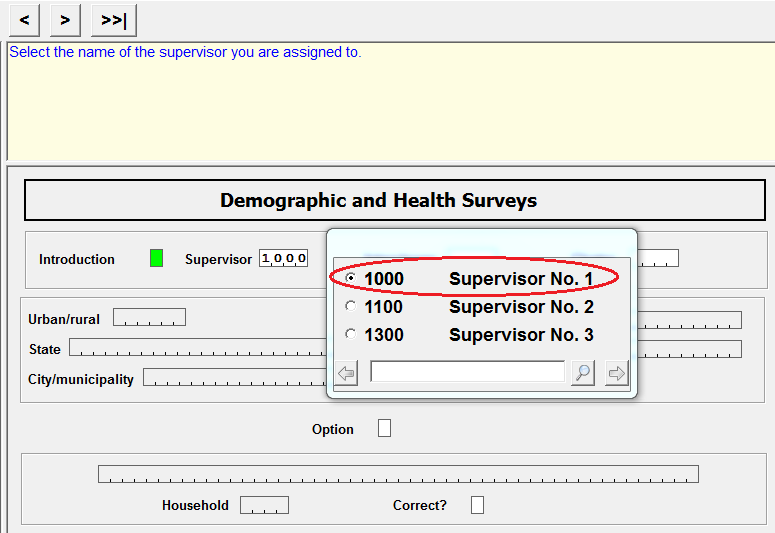 < > >>|
Select the name of the supervisor you are assigned to.
Demographic and Health Surveys
Introduction Supervisor 1000
1000 Supervisor No. 1
1100 Supervisor No. 2
1300 Supervisor No. 3
Urban/rural
State
City/municipality
Option
Household Correct?